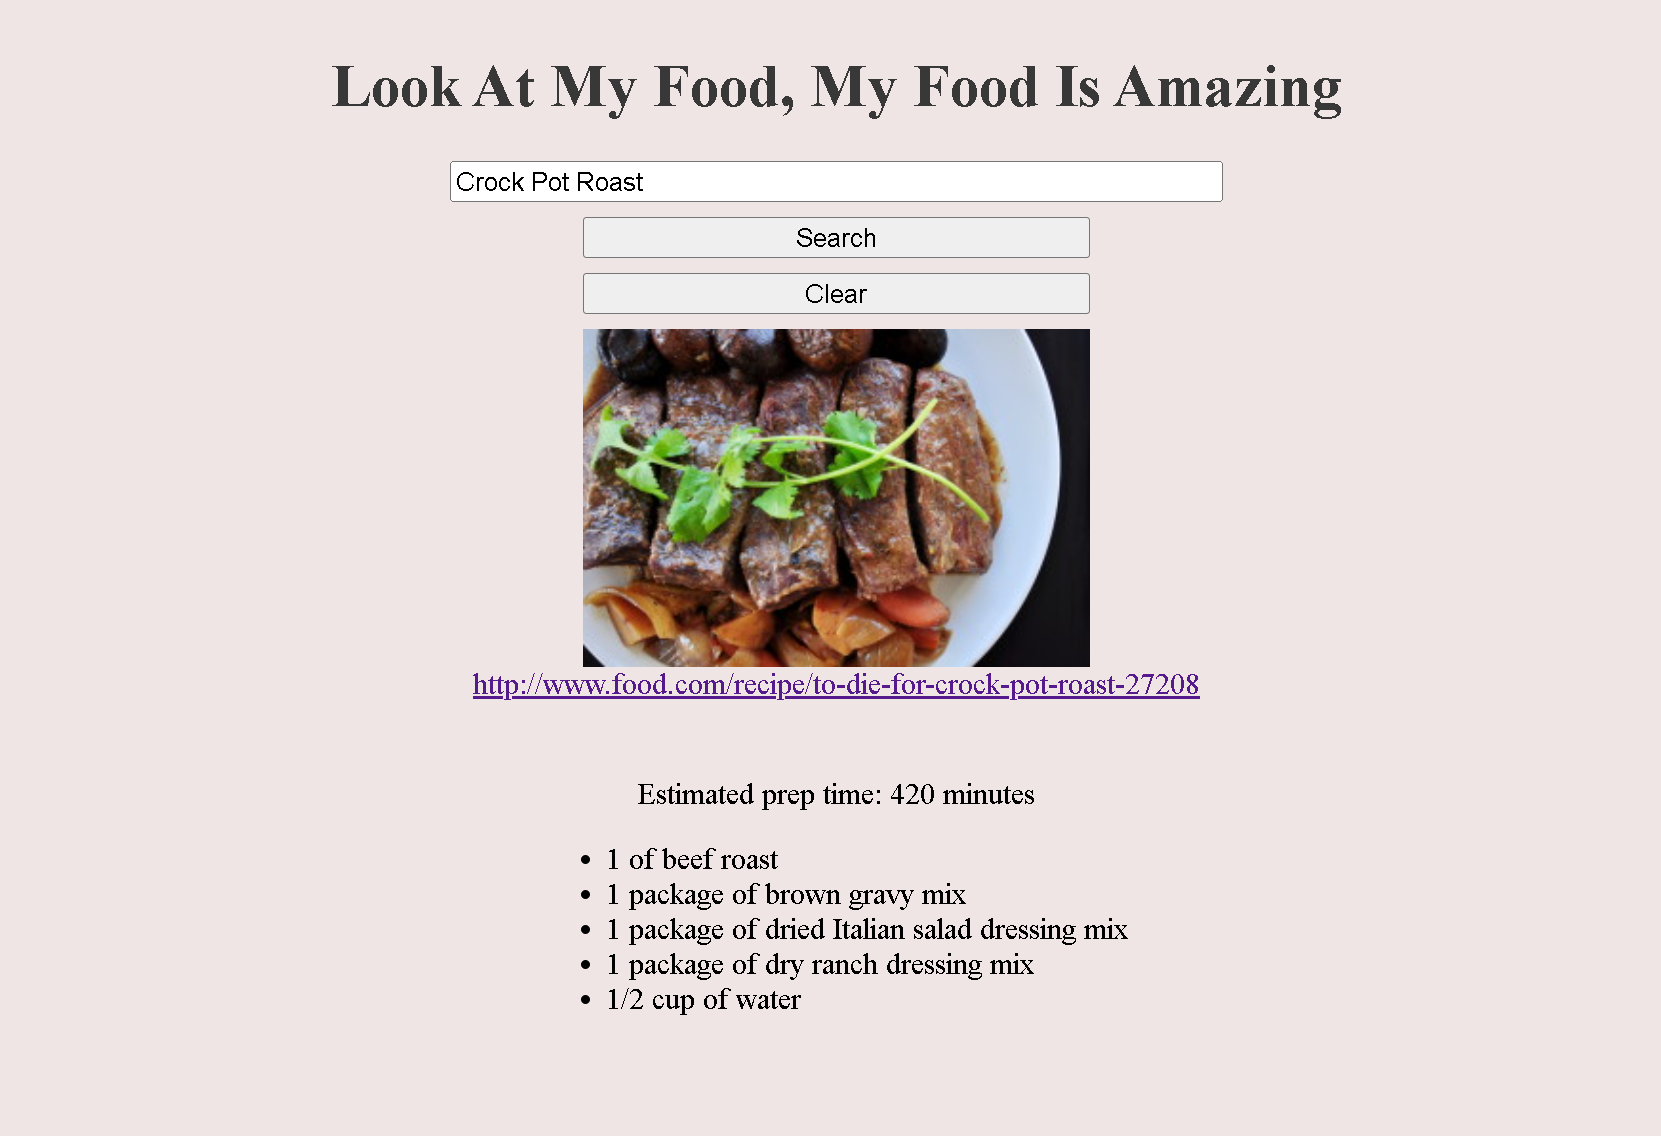 Look At My Food, My Food Is Amazing
Crock Pot Roast
Search
Clear
http://www.food.com/recipe/to-die-for-crock-pot-roast-27208
Estimated prep time: 420 minutes
• 1 of beef roast
• 1 package of brown gravy mix
• 1 package of dried Italian salad dressing mix
• 1 package of dry ranch dressing mix
• 1/2 cup of water